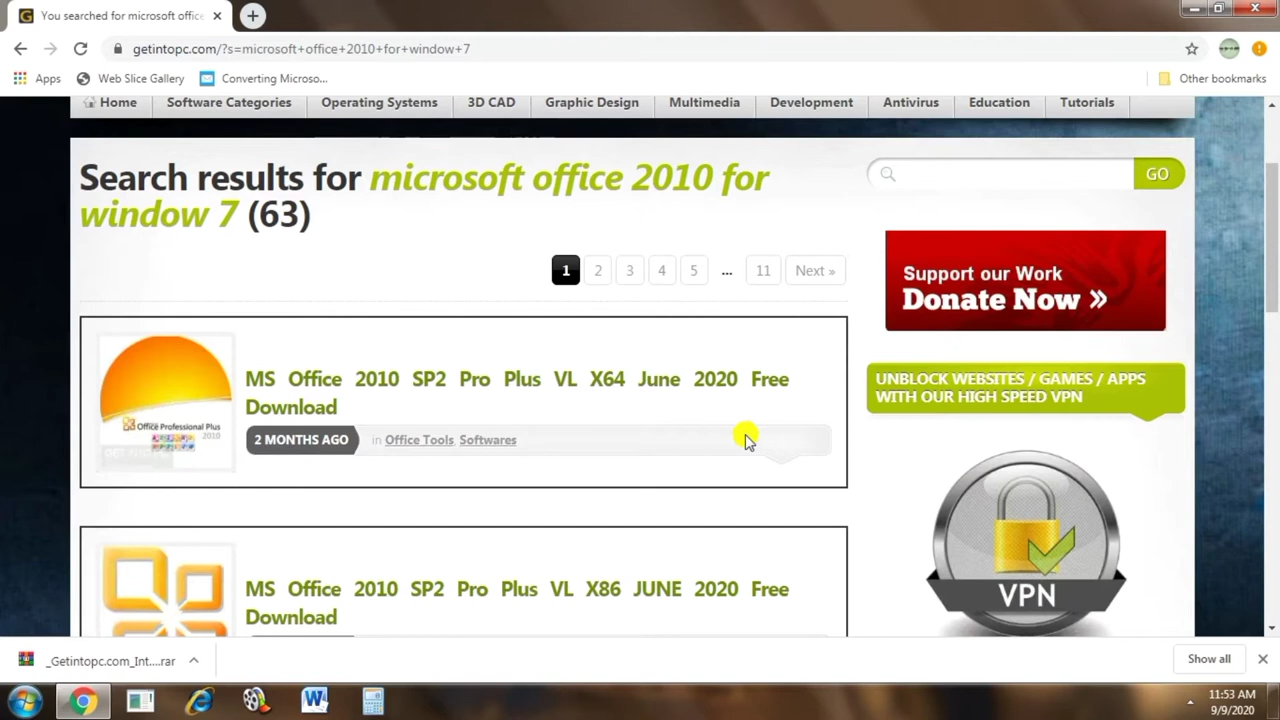 You searched for microsoft office
getintopc.com/?s=microsoft+office+2010+for+window+7
Apps
Web Slice Gallery
Converting Microso...
Other bookmarks
Home
Software Categories
Operating Systems
3D CAD
Graphic Design
Multimedia
Development
Antivirus
Education
Tutorials
Search results for microsoft office 2010 for
window 7 (63)
GO
1 2 3 4 5 ... 11 Next »
Support our Work
Donate Now »
MS Office 2010 SP2 Pro Plus VL X64 June 2020 Free
Download
Office Professional Plus
2010
2 MONTHS AGO
in Office Tools, Softwares
UNBLOCK WEBSITES / GAMES / APPS
WITH OUR HIGH SPEED VPN
VPN
MS Office 2010 SP2 Pro Plus VL X86 JUNE 2020 Free
Download
_Getintopc.com_Int....rar
Show all
11:53 AM
9/9/2020